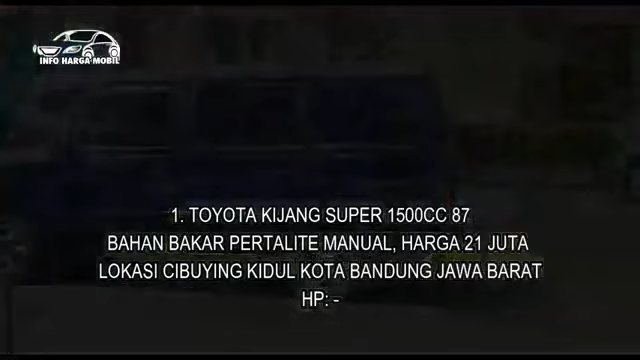 INFO HARGA MOBIL
1. TOYOTA KIJANG SUPER 1500CC 87
BAHAN BAKAR PERTALITE MANUAL, HARGA 21 JUTA
LOKASI CIBUYING KIDUL KOTA BANDUNG JAWA BARAT
HP: -